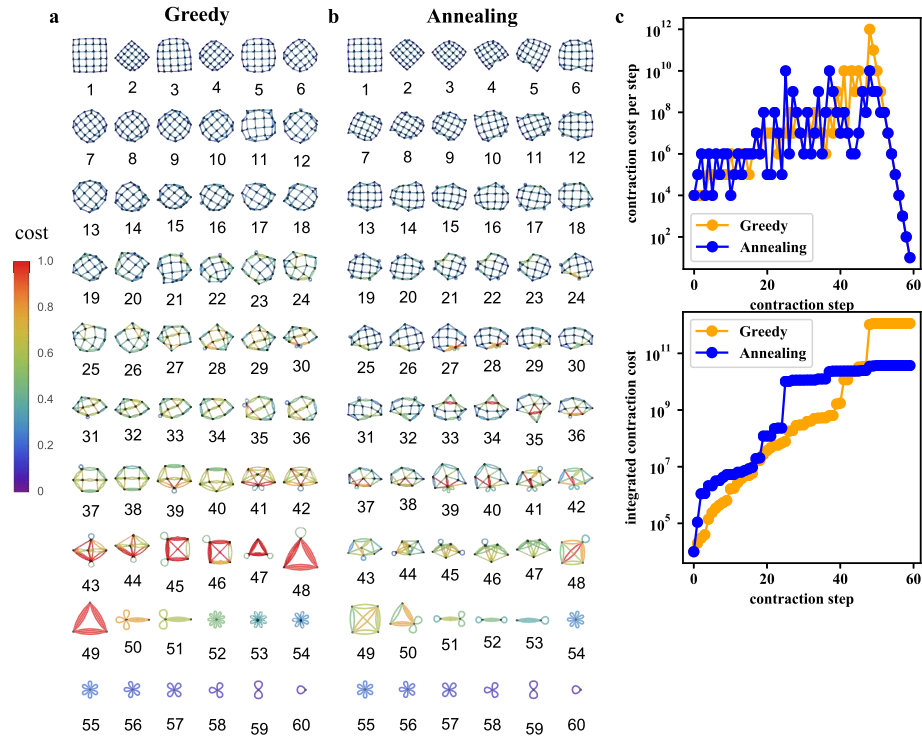 a
Greedy
b
Annealing
c
1 2 3 4 5 6
7 8 9 10 11 12
13 14 15 16 17 18
19 20 21 22 23 24
25 26 27 28 29 30
31 32 33 34 35 36
37 38 39 40 41 42
43 44 45 46 47 48
49 50 51 52 53 54
55 56 57 58 59 60
cost
1.0
0.8
0.6
0.4
0.2
0
1 2 3 4 5 6
7 8 9 10 11 12
13 14 15 16 17 18
19 20 21 22 23 24
25 26 27 28 29 30
31 32 33 34 35 36
37 38 39 40 41 42
43 44 45 46 47 48
49 50 51 52 53 54
55 56 57 58 59 60
contraction cost per step
10¹²
10¹⁰
10⁸
10⁶
10⁴
10²
Greedy
Annealing
0 20 40 60
contraction step
integrated contraction cost
10¹¹
10⁹
10⁷
10⁵
Greedy
Annealing
0 20 40 60
contraction step